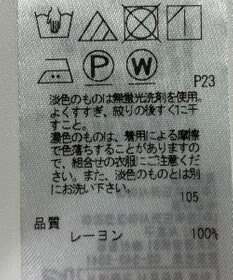 P
W
P23
淡色のものは無蛍光洗剤を使用。
よくすすぎ、絞りの後すぐに干
すこと。
濃色のものは、着用による摩擦
で色落ちすることがありますの
で、組合せの衣服にご注意くだ
さい。また、淡色のものとは別
にお洗い下さい。
105
品質
レーヨン 100%